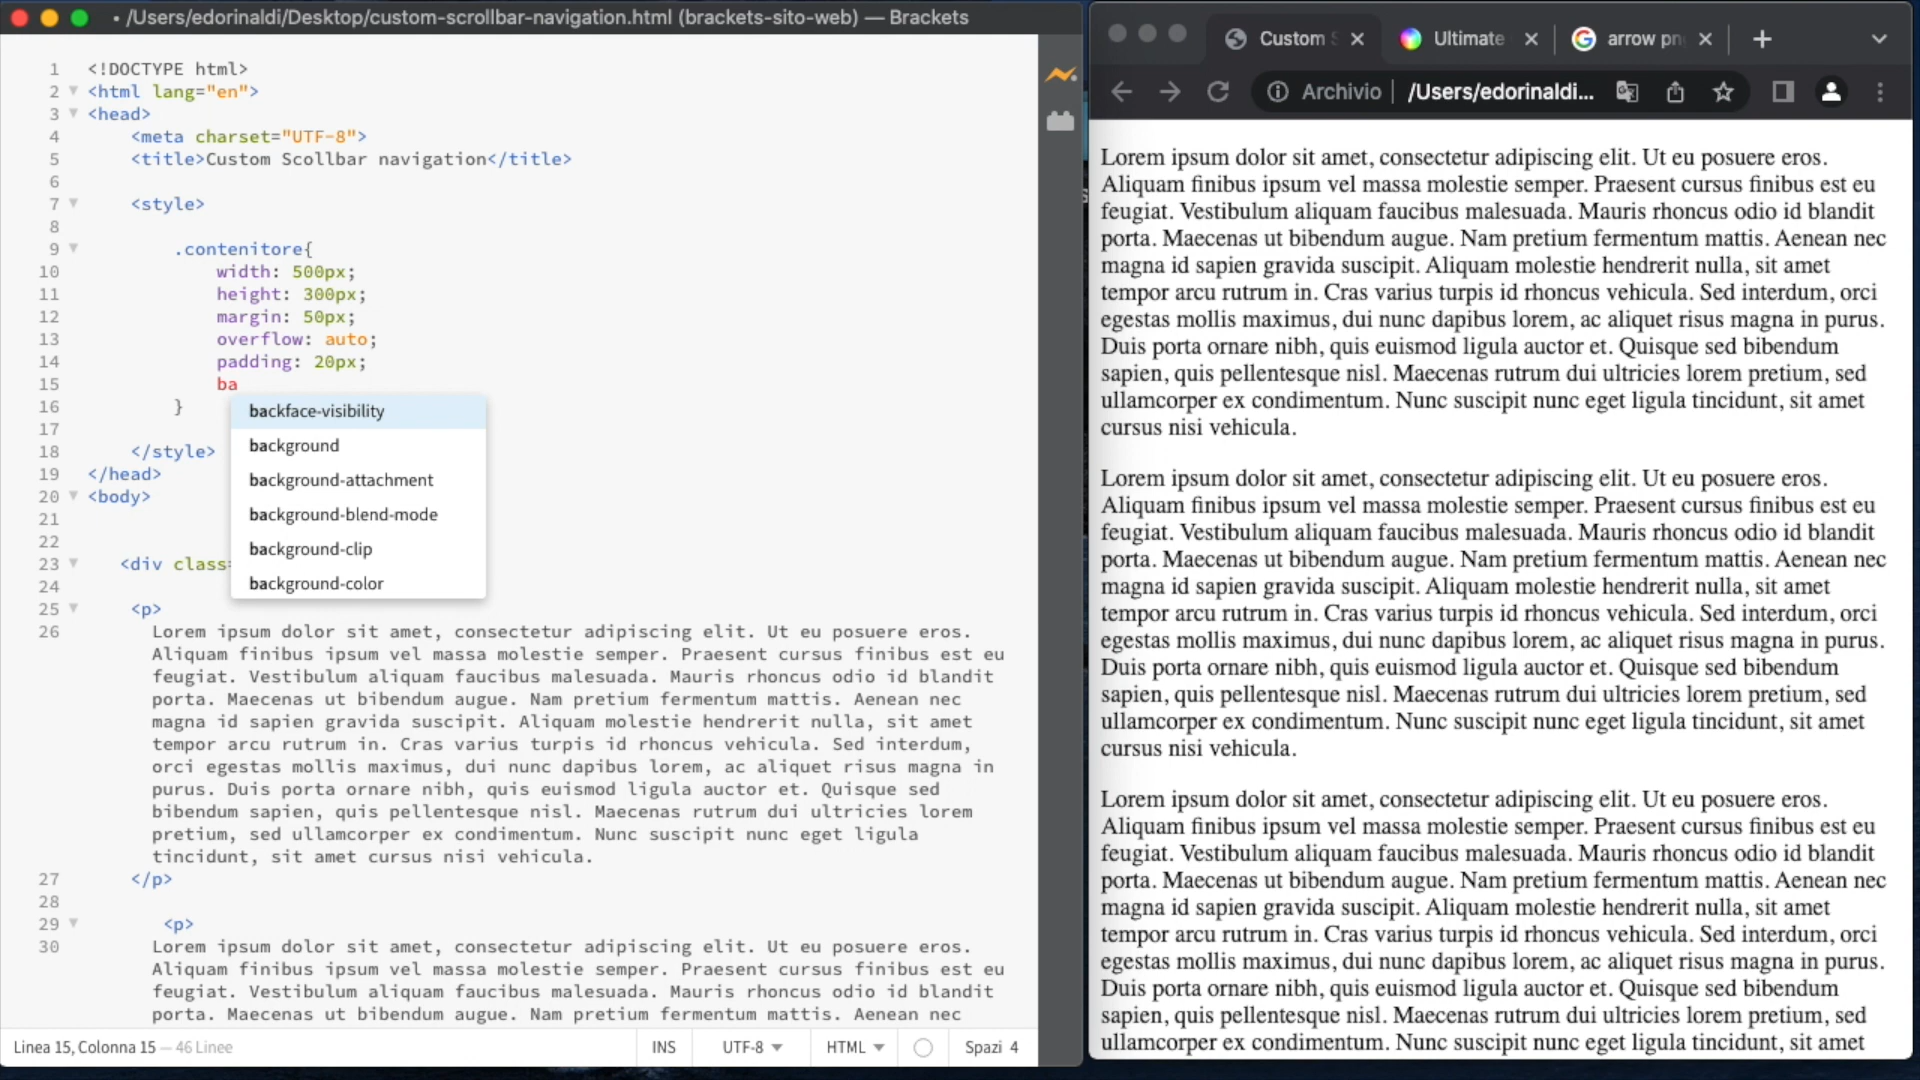 • /Users/edorinaldi/Desktop/custom-scrollbar-navigation.html (brackets-sito-web) — Brackets
1 <!DOCTYPE html>
2 <html lang="en">
3 <head>
4 <meta charset="UTF-8">
5 <title>Custom Scollbar navigation</title>
6
7 <style>
8
9 .contenitore{
10 width: 500px;
11 height: 300px;
12 margin: 50px;
13 overflow: auto;
14 padding: 20px;
15 ba
16 }
17
18 </style>
19 </head>
20 <body>
21
22
23 <div class=
24
25 <p>
26 Lorem ipsum dolor sit amet, consectetur adipiscing elit. Ut eu posuere eros.
Aliquam finibus ipsum vel massa molestie semper. Praesent cursus finibus est eu
feugiat. Vestibulum aliquam faucibus malesuada. Mauris rhoncus odio id blandit
porta. Maecenas ut bibendum augue. Nam pretium fermentum mattis. Aenean nec
magna id sapien gravida suscipit. Aliquam molestie hendrerit nulla, sit amet
tempor arcu rutrum in. Cras varius turpis id rhoncus vehicula. Sed interdum,
orci egestas mollis maximus, dui nunc dapibus lorem, ac aliquet risus magna in
purus. Duis porta ornare nibh, quis euismod ligula auctor et. Quisque sed
bibendum sapien, quis pellentesque nisl. Maecenas rutrum dui ultricies lorem
pretium, sed ullamcorper ex condimentum. Nunc suscipit nunc eget ligula
tincidunt, sit amet cursus nisi vehicula.
27 </p>
28
29 <p>
30 Lorem ipsum dolor sit amet, consectetur adipiscing elit. Ut eu posuere eros.
Aliquam finibus ipsum vel massa molestie semper. Praesent cursus finibus est eu
feugiat. Vestibulum aliquam faucibus malesuada. Mauris rhoncus odio id blandit
porta. Maecenas ut bibendum augue. Nam pretium fermentum mattis. Aenean nec
backface-visibility
background
background-attachment
background-blend-mode
background-clip
background-color
Linea 15, Colonna 15 — 46 Linee
INS
UTF-8
HTML
Spazi 4
Custom S
Ultimate
arrow pn
Archivio
/Users/edorinaldi...
Lorem ipsum dolor sit amet, consectetur adipiscing elit. Ut eu posuere eros.
Aliquam finibus ipsum vel massa molestie semper. Praesent cursus finibus est eu
feugiat. Vestibulum aliquam faucibus malesuada. Mauris rhoncus odio id blandit
porta. Maecenas ut bibendum augue. Nam pretium fermentum mattis. Aenean nec
magna id sapien gravida suscipit. Aliquam molestie hendrerit nulla, sit amet
tempor arcu rutrum in. Cras varius turpis id rhoncus vehicula. Sed interdum, orci
egestas mollis maximus, dui nunc dapibus lorem, ac aliquet risus magna in purus.
Duis porta ornare nibh, quis euismod ligula auctor et. Quisque sed bibendum
sapien, quis pellentesque nisl. Maecenas rutrum dui ultricies lorem pretium, sed
ullamcorper ex condimentum. Nunc suscipit nunc eget ligula tincidunt, sit amet
cursus nisi vehicula.
Lorem ipsum dolor sit amet, consectetur adipiscing elit. Ut eu posuere eros.
Aliquam finibus ipsum vel massa molestie semper. Praesent cursus finibus est eu
feugiat. Vestibulum aliquam faucibus malesuada. Mauris rhoncus odio id blandit
porta. Maecenas ut bibendum augue. Nam pretium fermentum mattis. Aenean nec
magna id sapien gravida suscipit. Aliquam molestie hendrerit nulla, sit amet
tempor arcu rutrum in. Cras varius turpis id rhoncus vehicula. Sed interdum, orci
egestas mollis maximus, dui nunc dapibus lorem, ac aliquet risus magna in purus.
Duis porta ornare nibh, quis euismod ligula auctor et. Quisque sed bibendum
sapien, quis pellentesque nisl. Maecenas rutrum dui ultricies lorem pretium, sed
ullamcorper ex condimentum. Nunc suscipit nunc eget ligula tincidunt, sit amet
cursus nisi vehicula.
Lorem ipsum dolor sit amet, consectetur adipiscing elit. Ut eu posuere eros.
Aliquam finibus ipsum vel massa molestie semper. Praesent cursus finibus est eu
feugiat. Vestibulum aliquam faucibus malesuada. Mauris rhoncus odio id blandit
porta. Maecenas ut bibendum augue. Nam pretium fermentum mattis. Aenean nec
magna id sapien gravida suscipit. Aliquam molestie hendrerit nulla, sit amet
tempor arcu rutrum in. Cras varius turpis id rhoncus vehicula. Sed interdum, orci
egestas mollis maximus, dui nunc dapibus lorem, ac aliquet risus magna in purus.
Duis porta ornare nibh, quis euismod ligula auctor et. Quisque sed bibendum
sapien, quis pellentesque nisl. Maecenas rutrum dui ultricies lorem pretium, sed
ullamcorper ex condimentum. Nunc suscipit nunc eget ligula tincidunt, sit amet